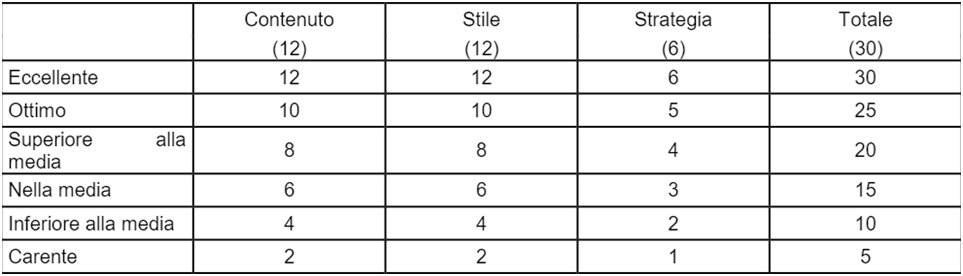 Contenuto Stile Strategia Totale
(12) (12) (6) (30)
Eccellente 12 12 6 30
Ottimo 10 10 5 25
Superiore alla
media 8 8 4 20
Nella media 6 6 3 15
Inferiore alla media 4 4 2 10
Carente 2 2 1 5